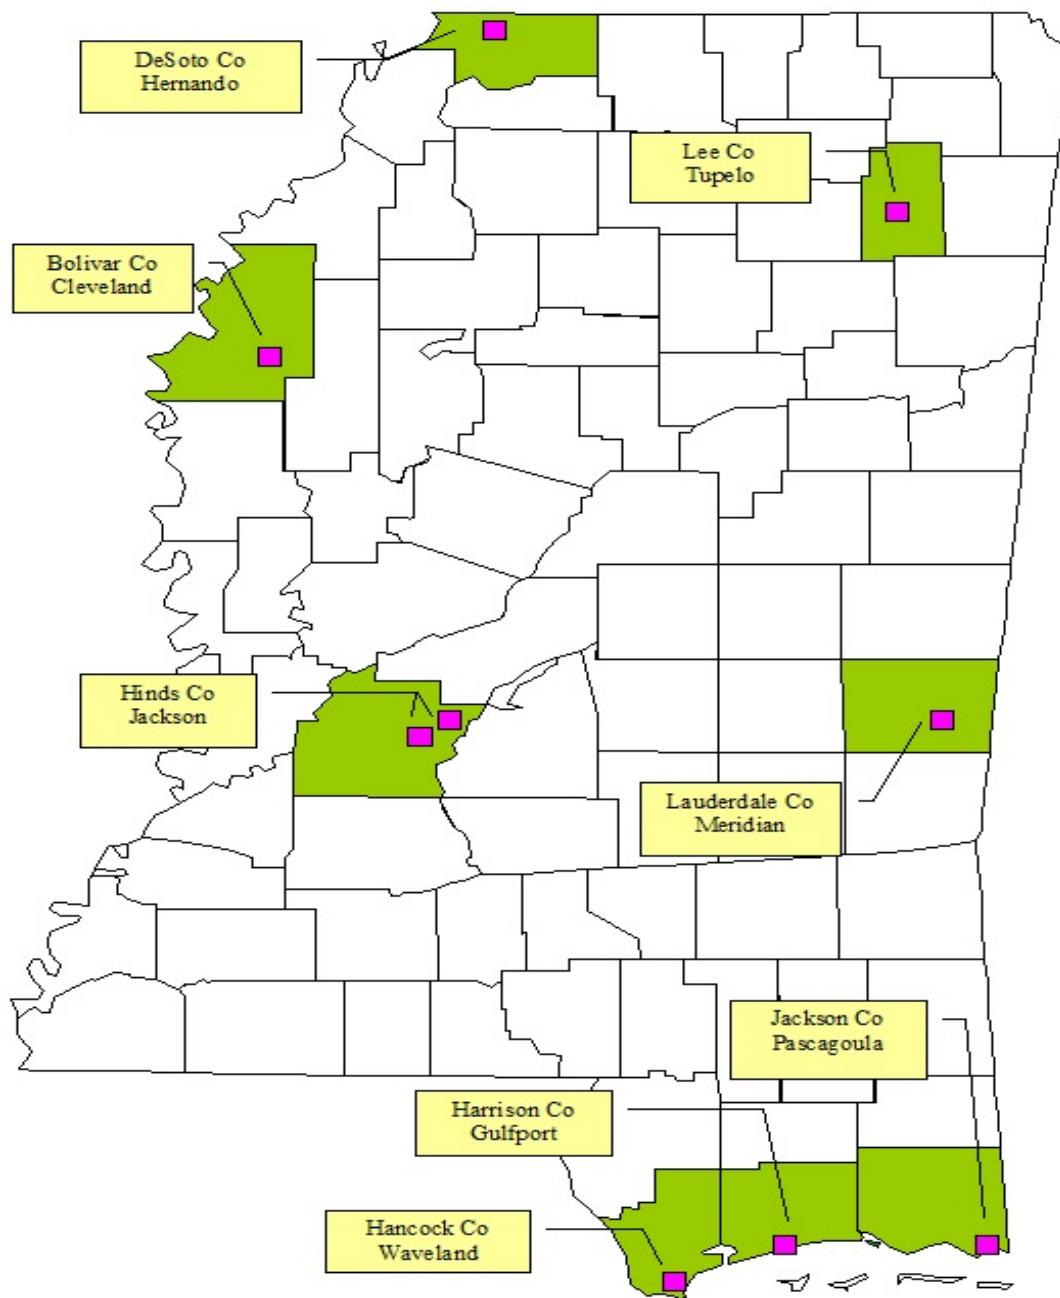 DeSoto Co
Hernando
Lee Co
Tupelo
Bolivar Co
Cleveland
Hinds Co
Jackson
Lauderdale Co
Meridian
Jackson Co
Pascagoula
Harrison Co
Gulfport
Hancock Co
Waveland